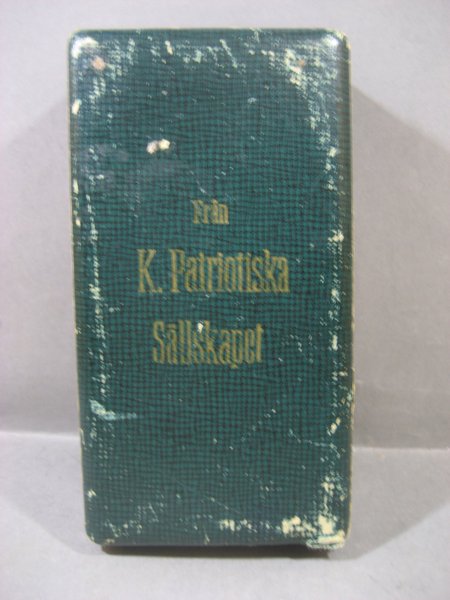 Från
K. Patriotiska
Sällskapet